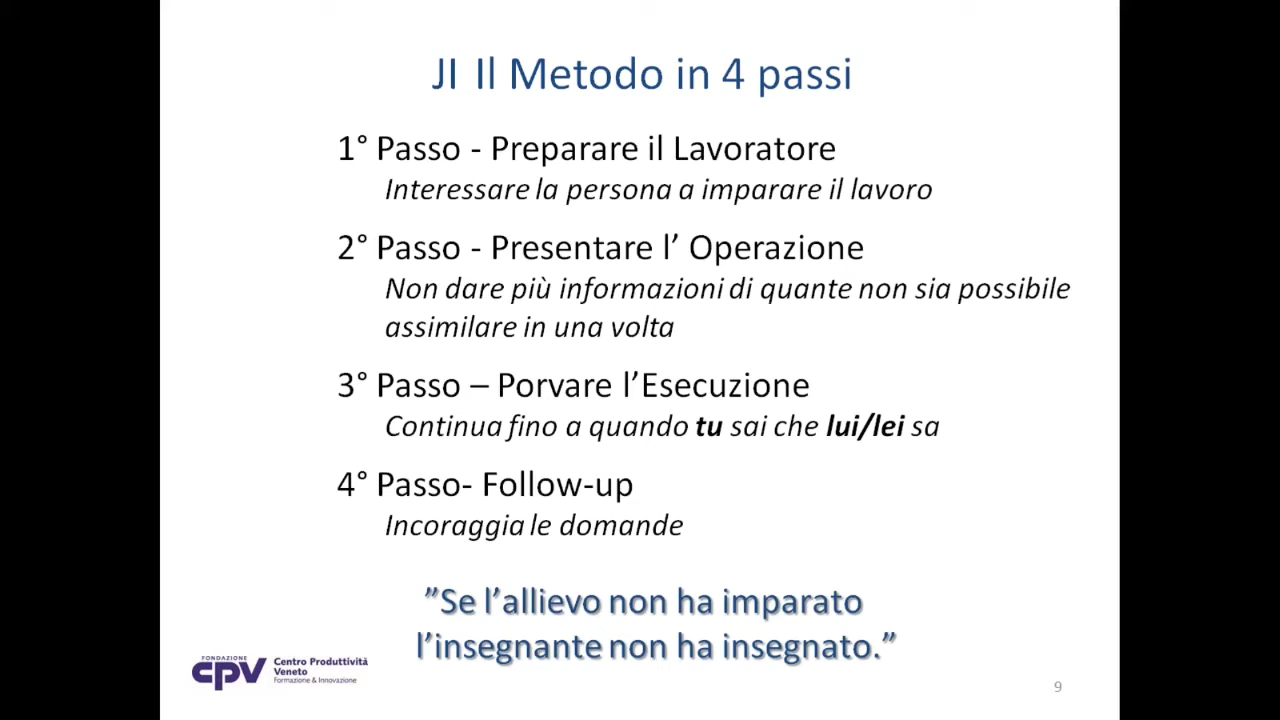 JI Il Metodo in 4 passi
1° Passo - Preparare il Lavoratore
Interessare la persona a imparare il lavoro
2° Passo - Presentare l’ Operazione
Non dare più informazioni di quante non sia possibile
assimilare in una volta
3° Passo – Porvare l’Esecuzione
Continua fino a quando tu sai che lui/lei sa
4° Passo- Follow-up
Incoraggia le domande
”Se l’allievo non ha imparato
l’insegnante non ha insegnato.”
FONDAZIONE
CPV
Centro Produttività
Veneto
Formazione & Innovazione
9